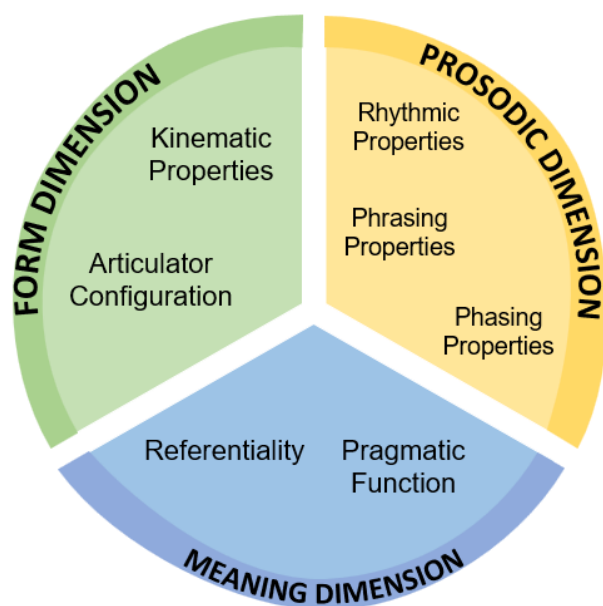 FORM DIMENSION
Kinematic
Properties
Articulator
Configuration
PROSODIC DIMENSION
Rhythmic
Properties
Phrasing
Properties
Phasing
Properties
Referentiality
Pragmatic
Function
MEANING DIMENSION